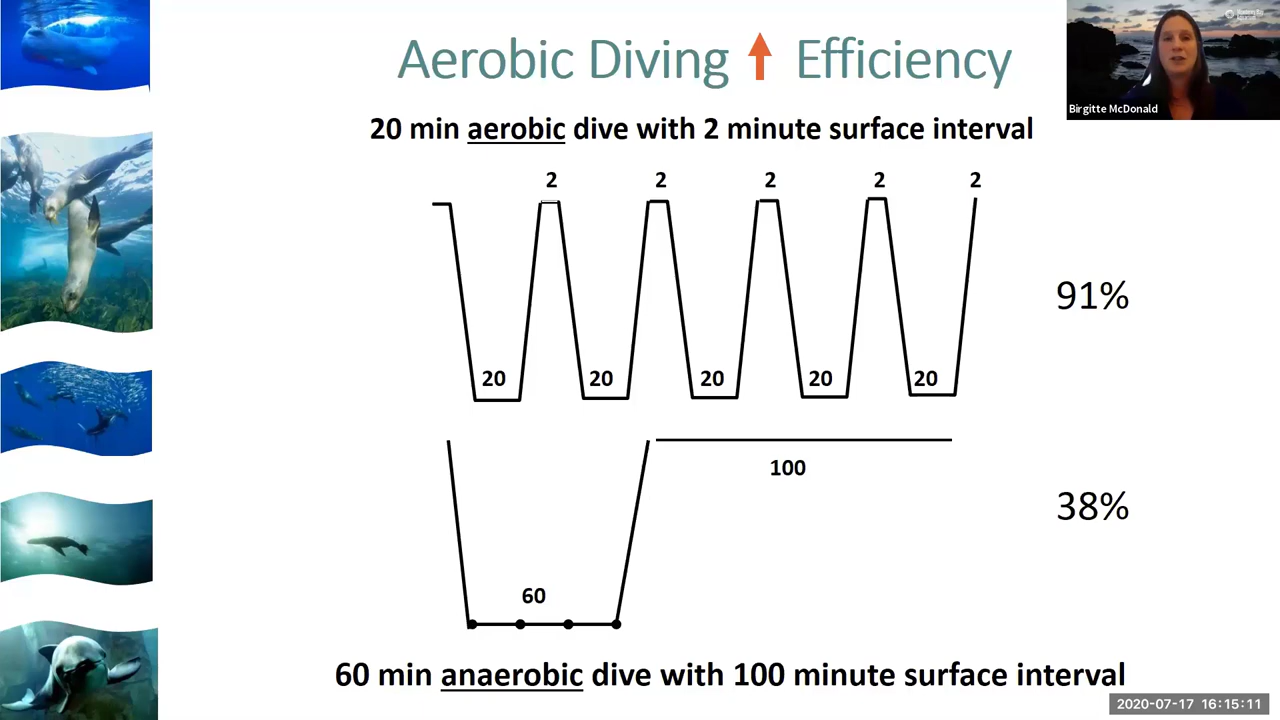 Aerobic Diving Efficiency
Birgitte McDonald
20 min aerobic dive with 2 minute surface interval
2 2 2 2 2
91%
20 20 20 20 20
100
38%
60
60 min anaerobic dive with 100 minute surface interval
2020-07-17 16:15:11